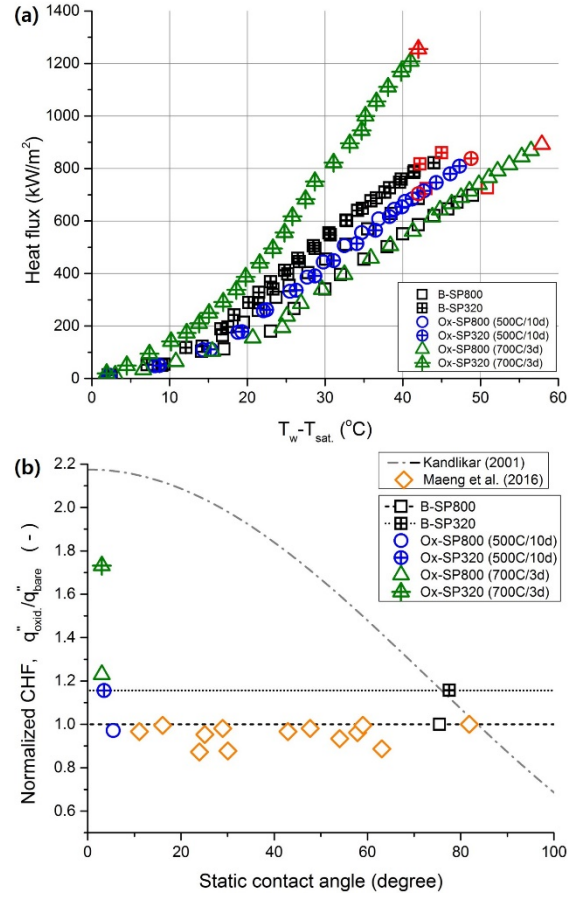 (a)
1400
1200
1000
800
600
400
200
0
Heat flux (kW/m²)
B-SP800
B-SP320
Ox-SP800 (500C/10d)
Ox-SP320 (500C/10d)
Ox-SP800 (700C/3d)
Ox-SP320 (700C/3d)
0 10 20 30 40 50 60
T_w-T_sat. (°C)
(b)
2.2
2.0
1.8
1.6
1.4
1.2
1.0
0.8
0.6
Normalized CHF, q"_oxid./q"_bare (-)
Kandlikar (2001)
Maeng et al. (2016)
B-SP800
B-SP320
Ox-SP800 (500C/10d)
Ox-SP320 (500C/10d)
Ox-SP800 (700C/3d)
Ox-SP320 (700C/3d)
0 20 40 60 80 100
Static contact angle (degree)